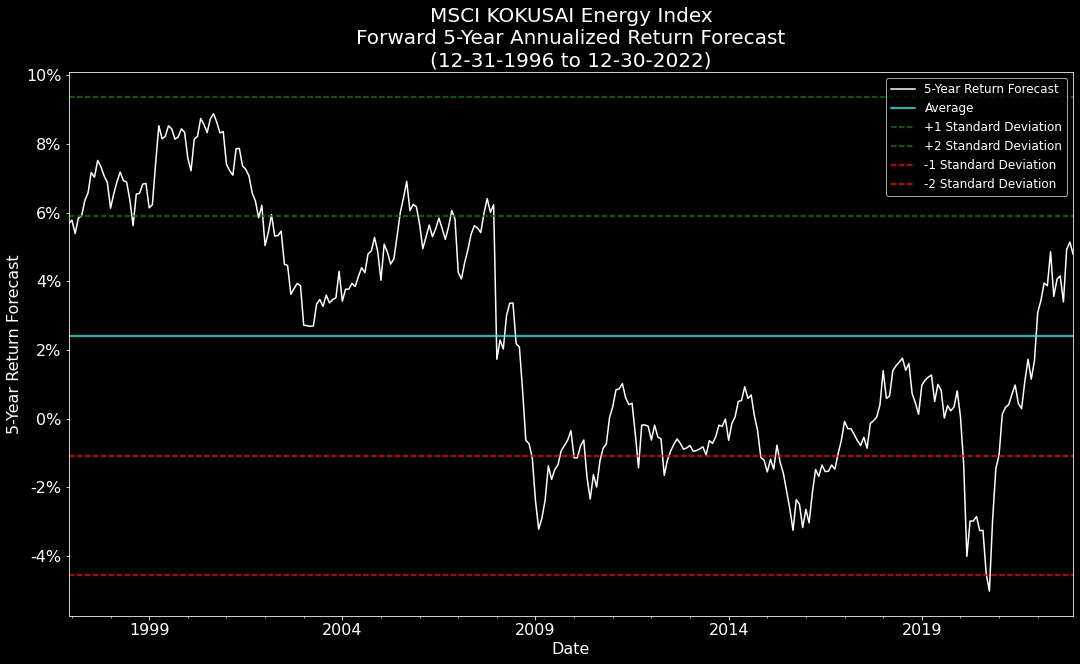 MSCI KOKUSAI Energy Index
Forward 5-Year Annualized Return Forecast
(12-31-1996 to 12-30-2022)
10%
8%
6%
4%
2%
0%
-2%
-4%
5-Year Return Forecast
5-Year Return Forecast
Average
+1 Standard Deviation
+2 Standard Deviation
-1 Standard Deviation
-2 Standard Deviation
1999
2004
2009
2014
2019
Date